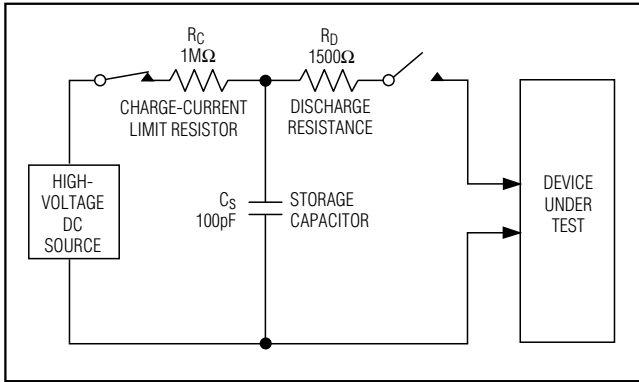 R_C
1MΩ
CHARGE-CURRENT
LIMIT RESISTOR
R_D
1500Ω
DISCHARGE
RESISTANCE
HIGH-
VOLTAGE
DC
SOURCE
C_S
100pF
STORAGE
CAPACITOR
DEVICE
UNDER
TEST